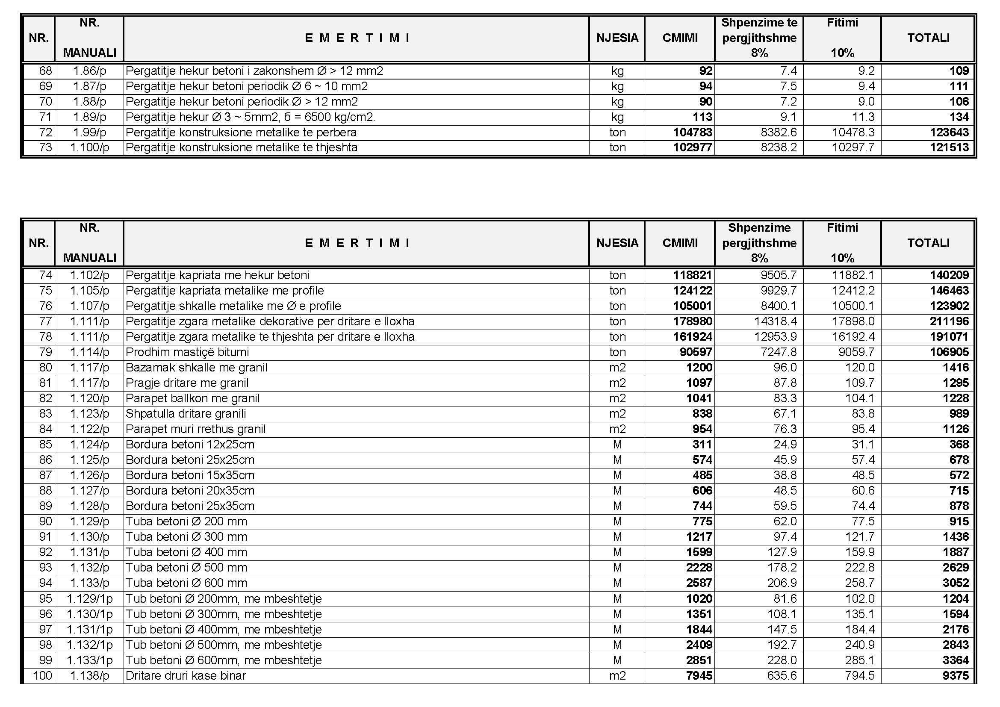 NR. NR. MANUALI E M E R T I M I NJESIA CMIMI Shpenzime te pergjithshme 8% Fitimi 10% TOTALI
68 1.86/p Pergatitje hekur betoni i zakonshem Ø > 12 mm2 kg 92 7.4 9.2 109
69 1.87/p Pergatitje hekur betoni periodik Ø 6 ~ 10 mm2 kg 94 7.5 9.4 111
70 1.88/p Pergatitje hekur betoni periodik Ø > 12 mm2 kg 90 7.2 9.0 106
71 1.89/p Pergatitje hekur Ø 3 ~ 5mm2, б = 6500 kg/cm2. kg 113 9.1 11.3 134
72 1.99/p Pergatitje konstruksione metalike te perbera ton 104783 8382.6 10478.3 123643
73 1.100/p Pergatitje konstruksione metalike te thjeshta ton 102977 8238.2 10297.7 121513
NR. NR. MANUALI E M E R T I M I NJESIA CMIMI Shpenzime pergjithshme 8% Fitimi 10% TOTALI
74 1.102/p Pergatitje kapriata me hekur betoni ton 118821 9505.7 11882.1 140209
75 1.105/p Pergatitje kapriata metalike me profile ton 124122 9929.7 12412.2 146463
76 1.107/p Pergatitje shkalle metalike me Ø e profile ton 105001 8400.1 10500.1 123902
77 1.111/p Pergatitje zgara metalike dekorative per dritare e lloxha ton 178980 14318.4 17898.0 211196
78 1.111/p Pergatitje zgara metalike te thjeshta per dritare e lloxha ton 161924 12953.9 16192.4 191071
79 1.114/p Prodhim mastiçë bitumi ton 90597 7247.8 9059.7 106905
80 1.117/p Bazamak shkalle me granil m2 1200 96.0 120.0 1416
81 1.117/p Pragje dritare me granil m2 1097 87.8 109.7 1295
82 1.120/p Parapet ballkon me granil m2 1041 83.3 104.1 1228
83 1.123/p Shpatulla dritare granili m2 838 67.1 83.8 989
84 1.122/p Parapet muri rrethus granil m2 954 76.3 95.4 1126
85 1.124/p Bordura betoni 12x25cm M 311 24.9 31.1 368
86 1.125/p Bordura betoni 25x25cm M 574 45.9 57.4 678
87 1.126/p Bordura betoni 15x35cm M 485 38.8 48.5 572
88 1.127/p Bordura betoni 20x35cm M 606 48.5 60.6 715
89 1.128/p Bordura betoni 25x35cm M 744 59.5 74.4 878
90 1.129/p Tuba betoni Ø 200 mm M 775 62.0 77.5 915
91 1.130/p Tuba betoni Ø 300 mm M 1217 97.4 121.7 1436
92 1.131/p Tuba betoni Ø 400 mm M 1599 127.9 159.9 1887
93 1.132/p Tuba betoni Ø 500 mm M 2228 178.2 222.8 2629
94 1.133/p Tuba betoni Ø 600 mm M 2587 206.9 258.7 3052
95 1.129/1p Tub betoni Ø 200mm, me mbeshtetje M 1020 81.6 102.0 1204
96 1.130/1p Tub betoni Ø 300mm, me mbeshtetje M 1351 108.1 135.1 1594
97 1.131/1p Tub betoni Ø 400mm, me mbeshtetje M 1844 147.5 184.4 2176
98 1.132/1p Tub betoni Ø 500mm, me mbeshtetje M 2409 192.7 240.9 2843
99 1.133/1p Tub betoni Ø 600mm, me mbeshtetje M 2851 228.0 285.1 3364
100 1.138/p Dritare druri kase binar m2 7945 635.6 794.5 9375